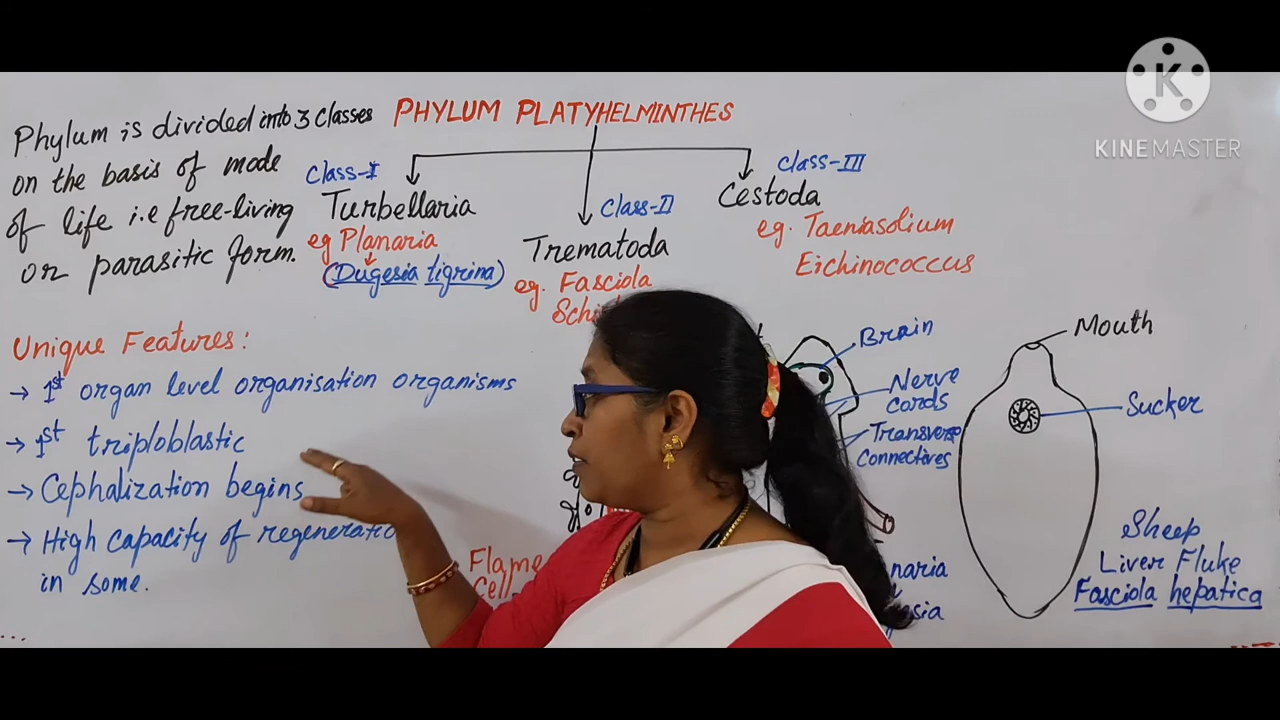 PHYLUM PLATYHELMINTHES
Phylum is divided into 3 classes
on the basis of mode
of life i.e free-living
or parasitic form.
Class-I
Turbellaria
eg Planaria
(Dugesia tigrina)
Class-II
Trematoda
eg. Fasciola
Class-III
Cestoda
eg. Taeniasolium
Eichinococcus
Unique Features:
→ 1st organ level organisation organisms
→ 1st triploblastic
→ Cephalization begins
→ High capacity of regeneratio
in some.
Flame
Cell
Brain
Nerve
cords
Transverse
Connectives
Mouth
Sucker
Sheep
Liver Fluke
Fasciola hepatica
K
KINEMASTER